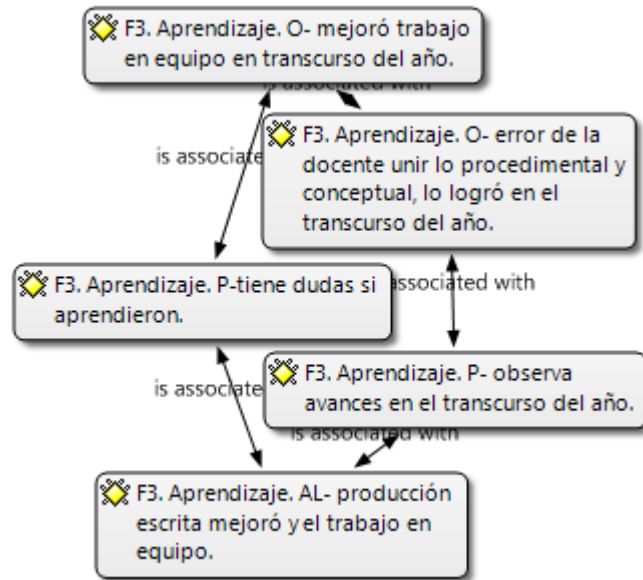 F3. Aprendizaje. O- mejoró trabajo
en equipo en transcurso del año.
is associated with
F3. Aprendizaje. O- error de la
docente unir lo procedimental y
conceptual, lo logró en el
transcurso del año.
is associated
F3. Aprendizaje. P-tiene dudas si
aprendieron.
associated with
F3. Aprendizaje. P- observa
avances en el transcurso del año.
is associated
is associated with
F3. Aprendizaje. AL- producción
escrita mejoró y el trabajo en
equipo.